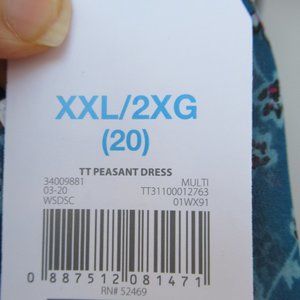 XXL/2XG
(20)
TT PEASANT DRESS
34009881 MULTI
03-20 TT31100012763
WSDSC 01WX91
0 887512 081471
RN# 52469